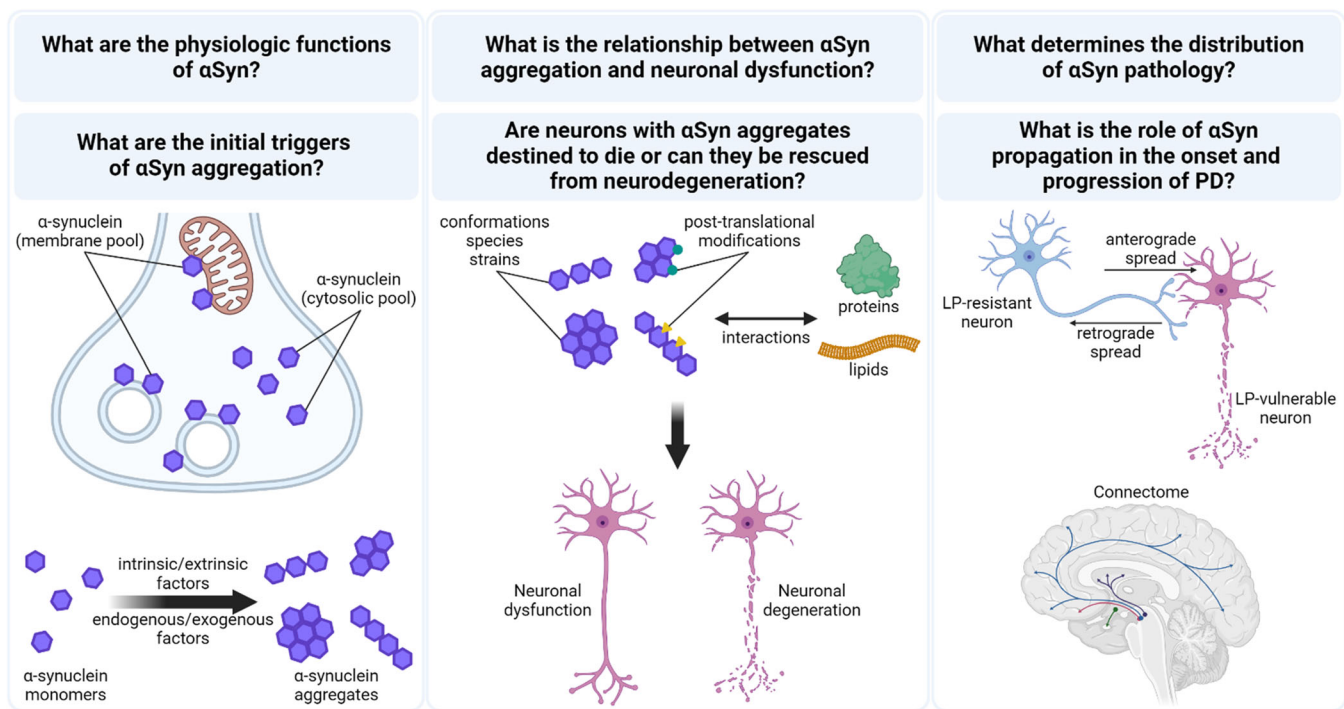 What are the physiologic functions
of αSyn?
What are the initial triggers
of αSyn aggregation?
α-synuclein
(membrane pool)
α-synuclein
(cytosolic pool)
intrinsic/extrinsic
factors
endogenous/exogenous
factors
α-synuclein
monomers
α-synuclein
aggregates
What is the relationship between αSyn
aggregation and neuronal dysfunction?
Are neurons with αSyn aggregates
destined to die or can they be rescued
from neurodegeneration?
conformations
species
strains
post-translational
modifications
proteins
interactions
lipids
Neuronal
dysfunction
Neuronal
degeneration
What determines the distribution
of αSyn pathology?
What is the role of αSyn
propagation in the onset and
progression of PD?
anterograde
spread
LP-resistant
neuron
retrograde
spread
LP-vulnerable
neuron
Connectome